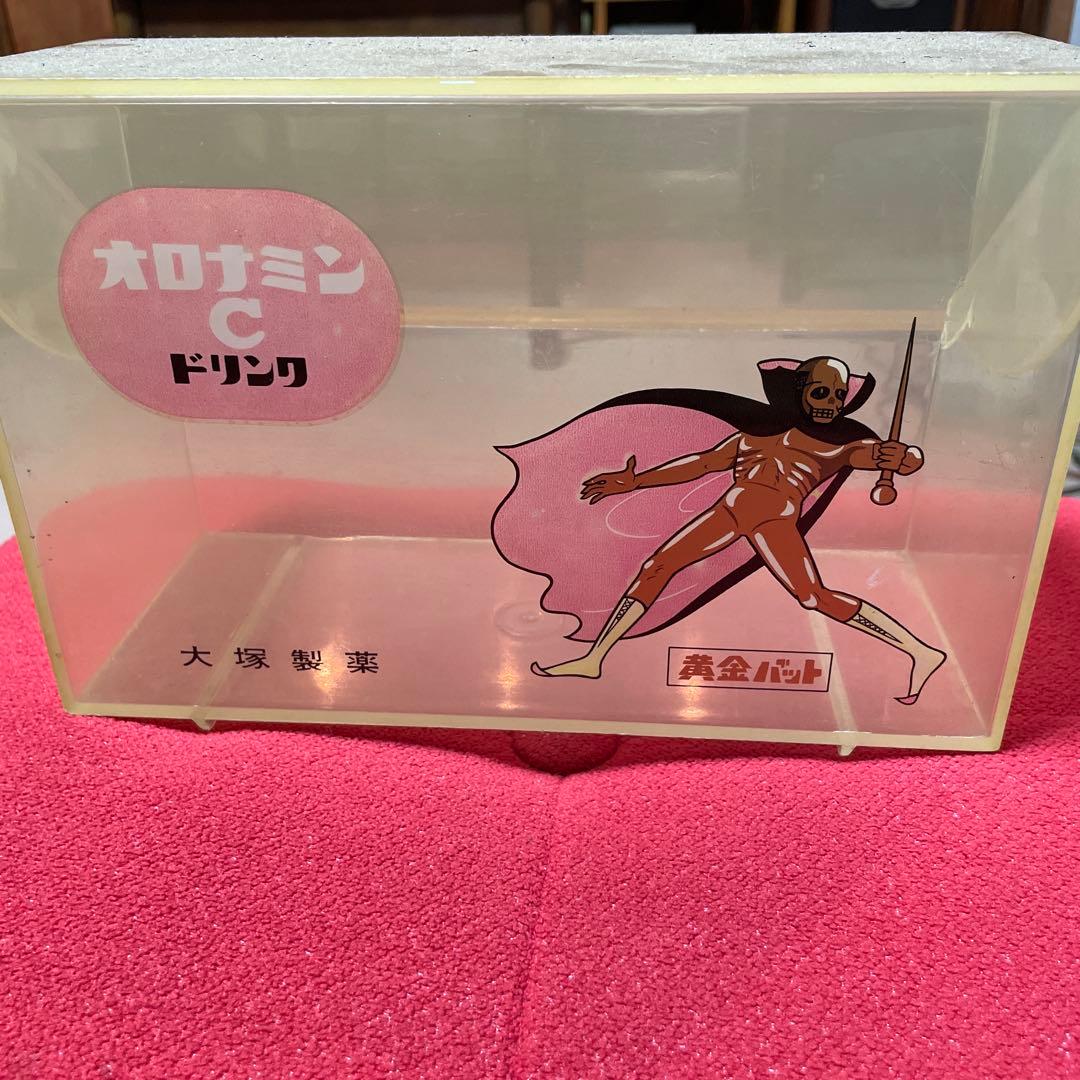 オロナミン
C
ドリンク
大塚製薬
黄金バット